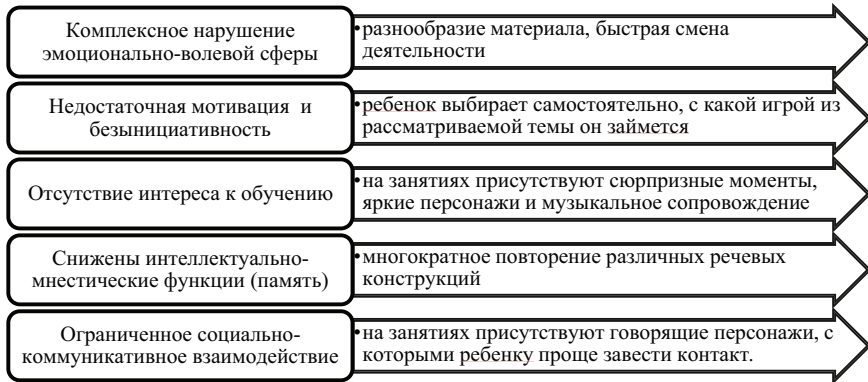 Комплексное нарушение
эмоционально-волевой сферы
•разнообразие материала, быстрая смена
деятельности
Недостаточная мотивация и
безынициативность
•ребенок выбирает самостоятельно, с какой игрой из
рассматриваемой темы он займется
Отсутствие интереса к обучению
•на занятиях присутствуют сюрпризные моменты,
яркие персонажи и музыкальное сопровождение
Снижены интеллектуально-
мнестические функции (память)
•многократное повторение различных речевых
конструкций
Ограниченное социально-
коммуникативное взаимодействие
•на занятиях присутствуют говорящие персонажи, с
которыми ребенку проще завести контакт.